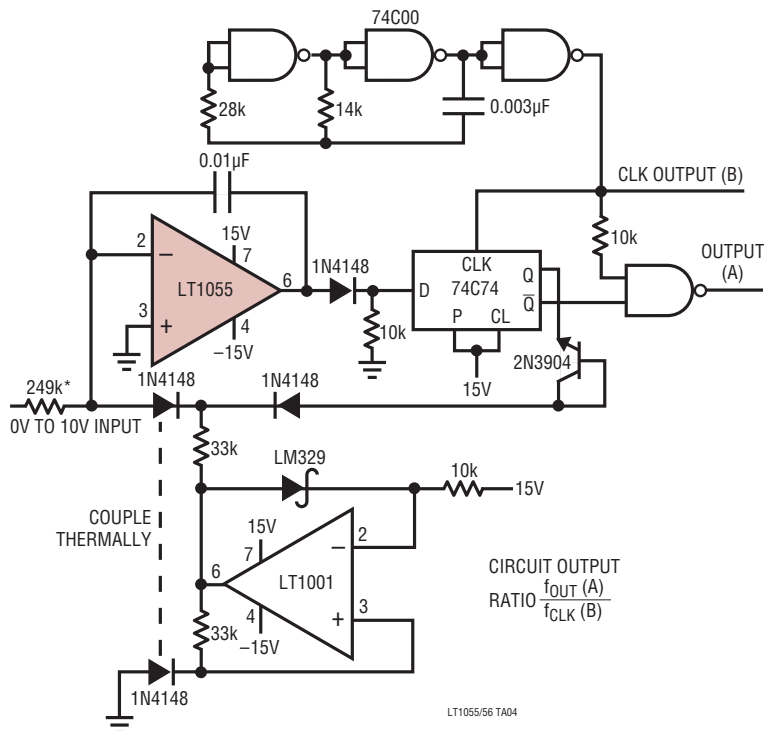 74C00
28k
14k
0.003µF
0.01µF
CLK OUTPUT (B)
2
15V
7
LT1055
6
1N4148
3
4
–15V
10k
D
CLK
74C74
Q
Q
P
CL
15V
10k
OUTPUT
(A)
2N3904
249k*
0V TO 10V INPUT
1N4148
1N4148
33k
LM329
10k
15V
COUPLE
THERMALLY
15V
7
2
6
LT1001
3
4
–15V
33k
1N4148
CIRCUIT OUTPUT
RATIO fOUT (A)
fCLK (B)
LT1055/56 TA04